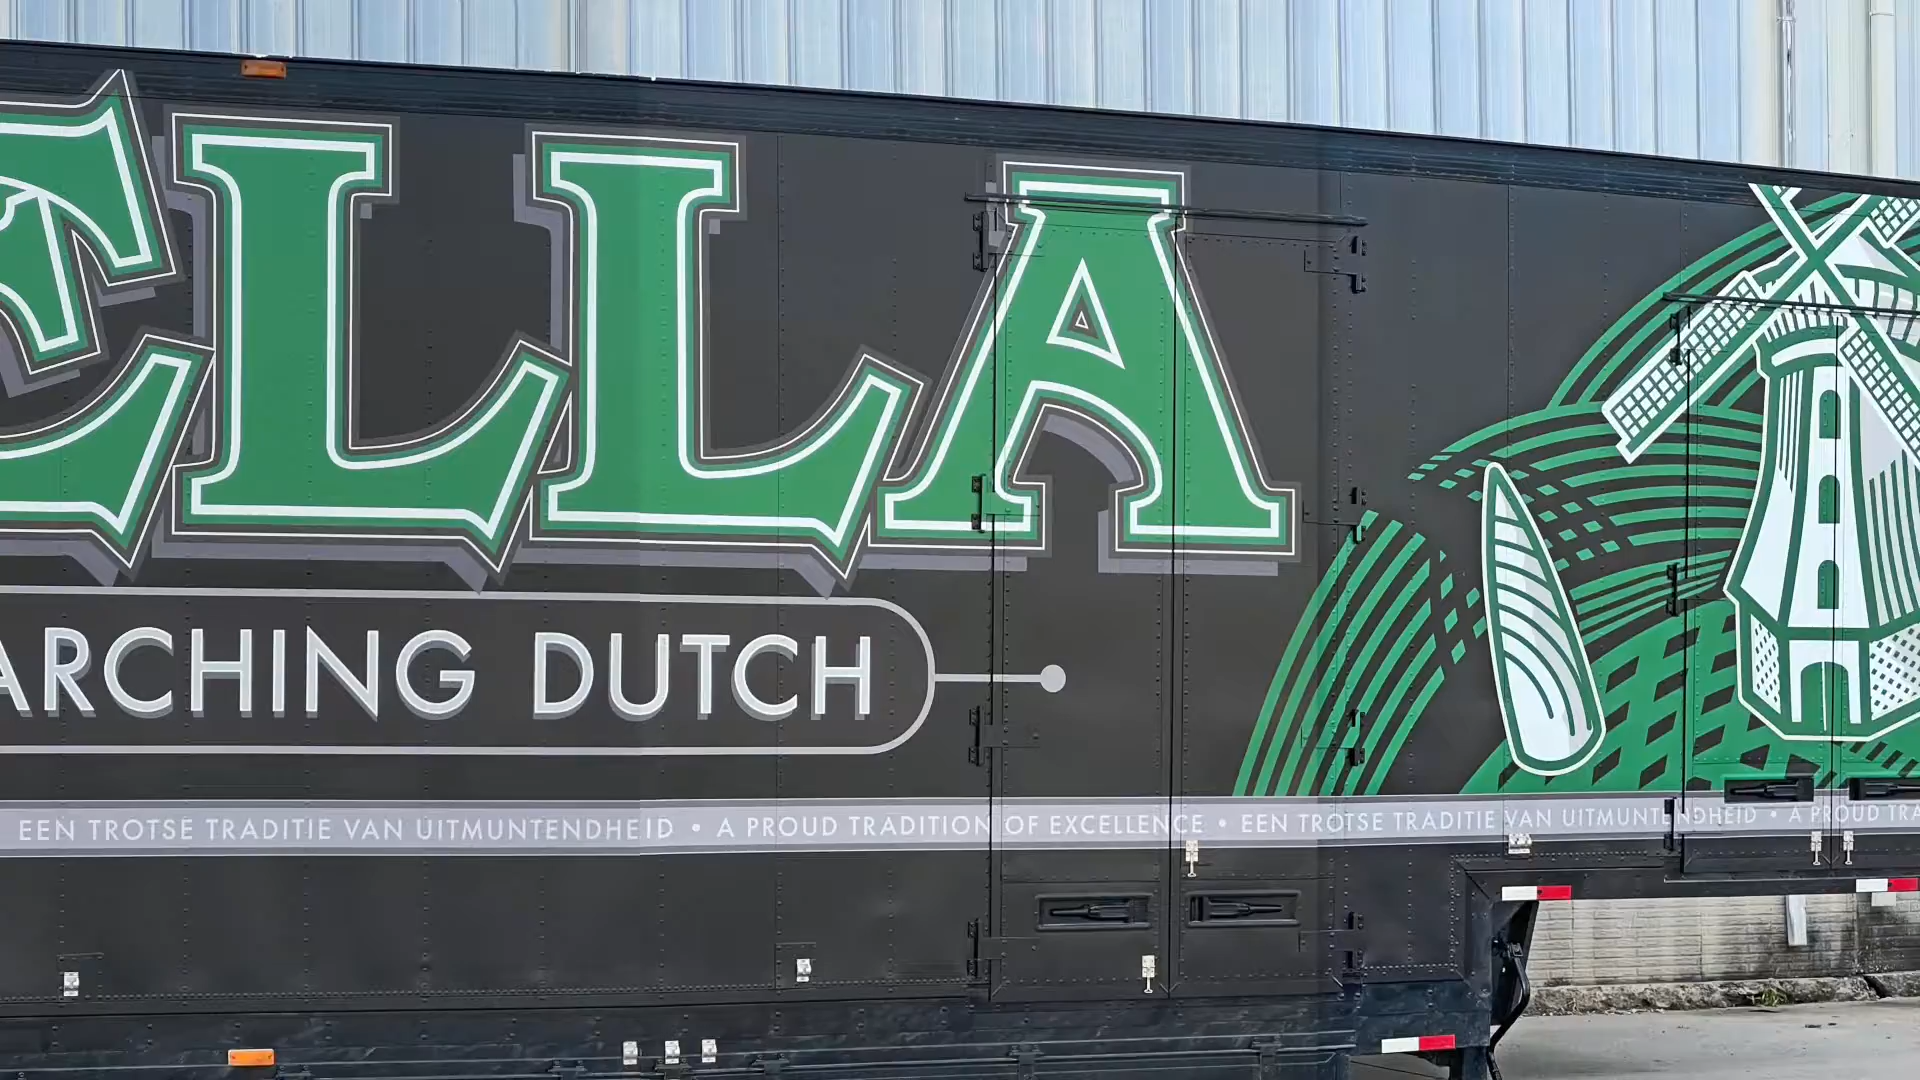 ELLA
ARCHING DUTCH
EEN TROTSE TRADITIE VAN UITMUNTENDHEID • A PROUD TRADITION OF EXCELLENCE • EEN TROTSE TRADITIE VAN UITMUNTENDHEID • A PROUD TRA